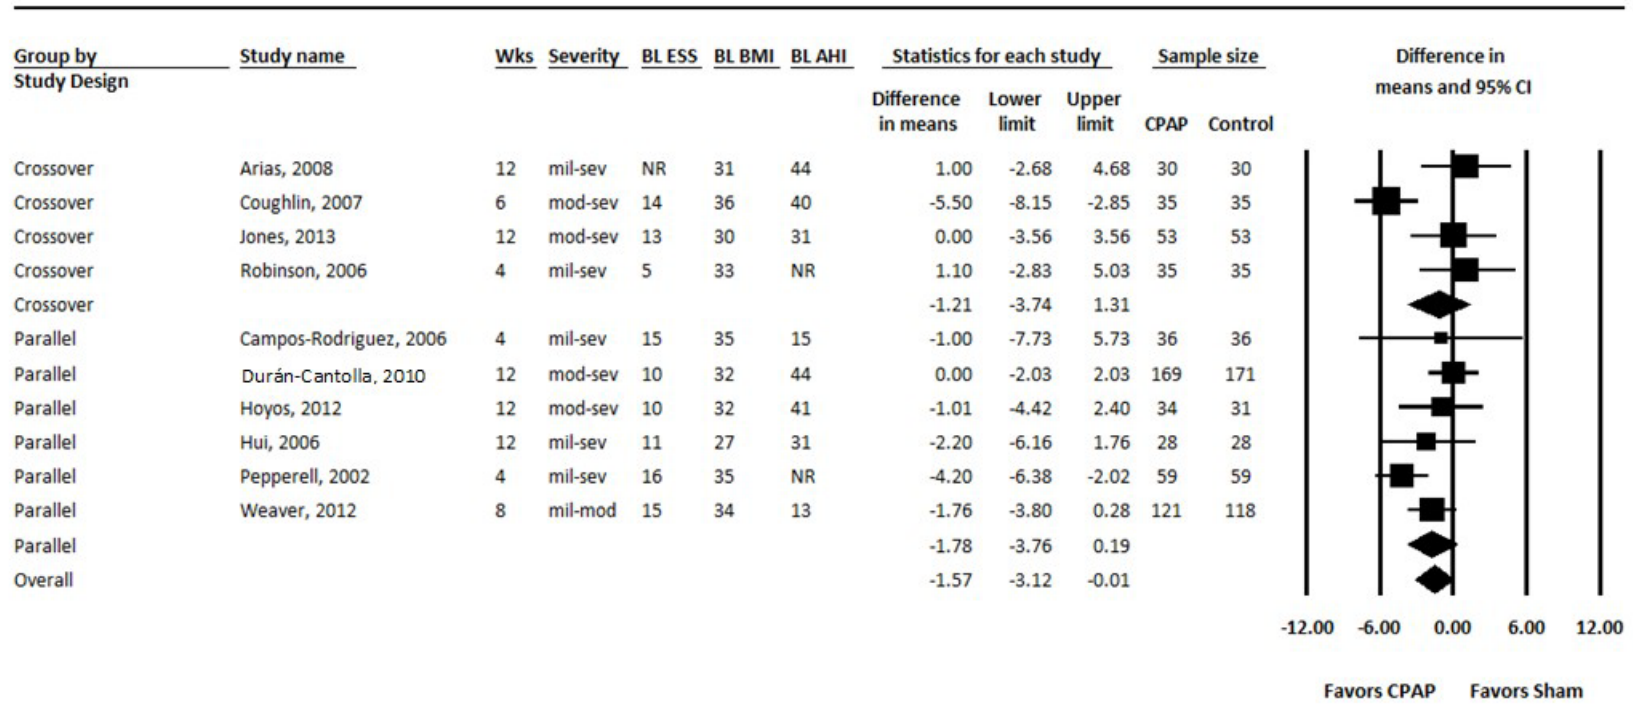 Group by Study name Wks Severity BL ESS BL BMI BL AHI Statistics for each study Sample size Difference in
Study Design means and 95% CI
Difference Lower Upper
in means limit limit CPAP Control
Crossover Arias, 2008 12 mil-sev NR 31 44 1.00 -2.68 4.68 30 30
Crossover Coughlin, 2007 6 mod-sev 14 36 40 -5.50 -8.15 -2.85 35 35
Crossover Jones, 2013 12 mod-sev 13 30 31 0.00 -3.56 3.56 53 53
Crossover Robinson, 2006 4 mil-sev 5 33 NR 1.10 -2.83 5.03 35 35
Crossover -1.21 -3.74 1.31
Parallel Campos-Rodriguez, 2006 4 mil-sev 15 35 15 -1.00 -7.73 5.73 36 36
Parallel Durán-Cantolla, 2010 12 mod-sev 10 32 44 0.00 -2.03 2.03 169 171
Parallel Hoyos, 2012 12 mod-sev 10 32 41 -1.01 -4.42 2.40 34 31
Parallel Hui, 2006 12 mil-sev 11 27 31 -2.20 -6.16 1.76 28 28
Parallel Pepperell, 2002 4 mil-sev 16 35 NR -4.20 -6.38 -2.02 59 59
Parallel Weaver, 2012 8 mil-mod 15 34 13 -1.76 -3.80 0.28 121 118
Parallel -1.78 -3.76 0.19
Overall -1.57 -3.12 -0.01
-12.00 -6.00 0.00 6.00 12.00
Favors CPAP Favors Sham